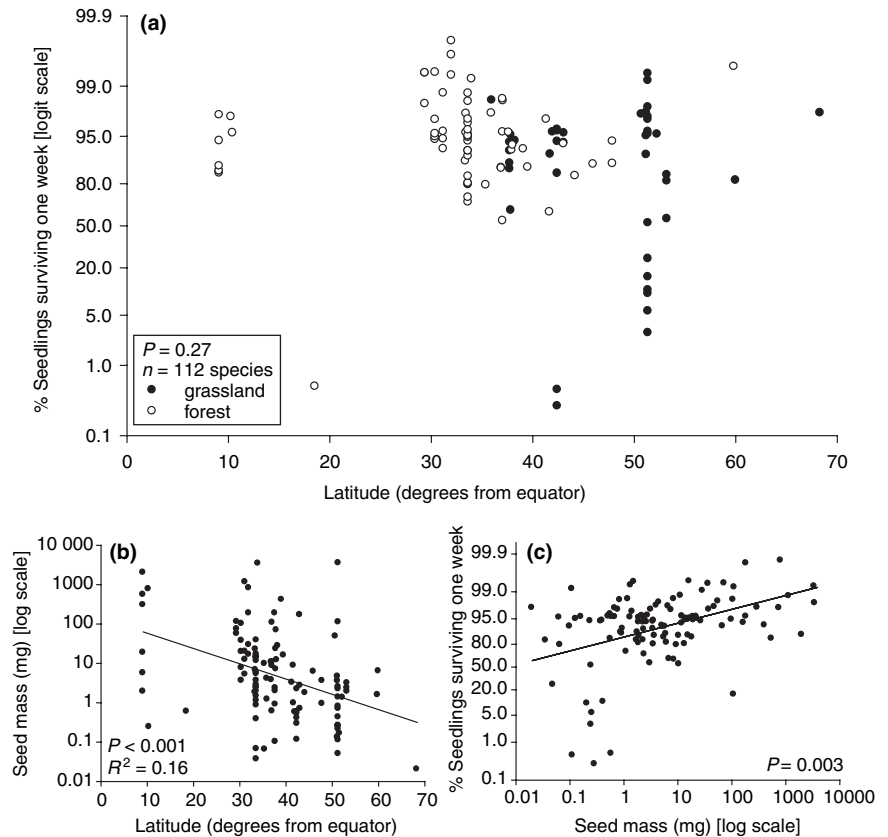 (a)
% Seedlings surviving one week [logit scale]
99.9
99.0
95.0
80.0
50.0
20.0
5.0
1.0
0.1
P = 0.27
n = 112 species
grassland
forest
0 10 20 30 40 50 60 70
Latitude (degrees from equator)
(b)
Seed mass (mg) [log scale]
10 000
1000
100
10
1
0.1
0.01
P < 0.001
R² = 0.16
0 10 20 30 40 50 60 70
Latitude (degrees from equator)
(c)
% Seedlings surviving one week
99.9
99.0
95.0
80.0
50.0
20.0
5.0
1.0
0.1
P = 0.003
0.01 0.1 1 10 100 1000 10000
Seed mass (mg) [log scale]